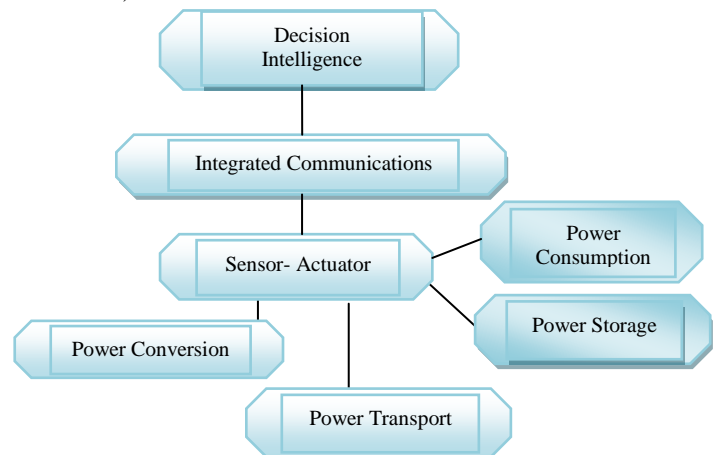 Decision
Intelligence
Integrated Communications
Sensor- Actuator
Power
Consumption
Power Storage
Power Conversion
Power Transport